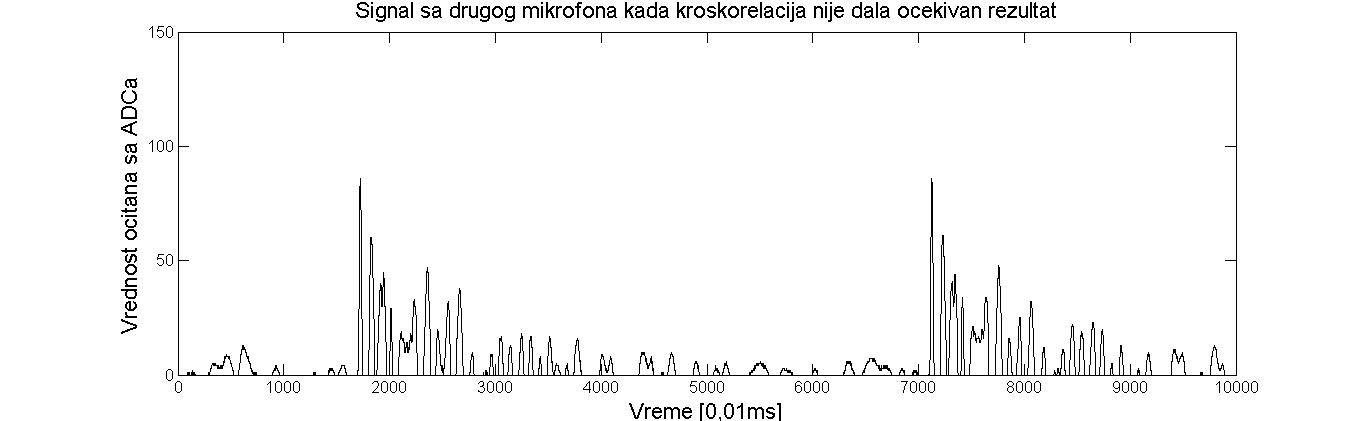 Signal sa drugog mikrofona kada kroskorelacija nije dala ocekivan rezultat
Vrednost ocitana sa ADCa
150
100
50
0
0 1000 2000 3000 4000 5000 6000 7000 8000 9000 10000
Vreme [0,01ms]